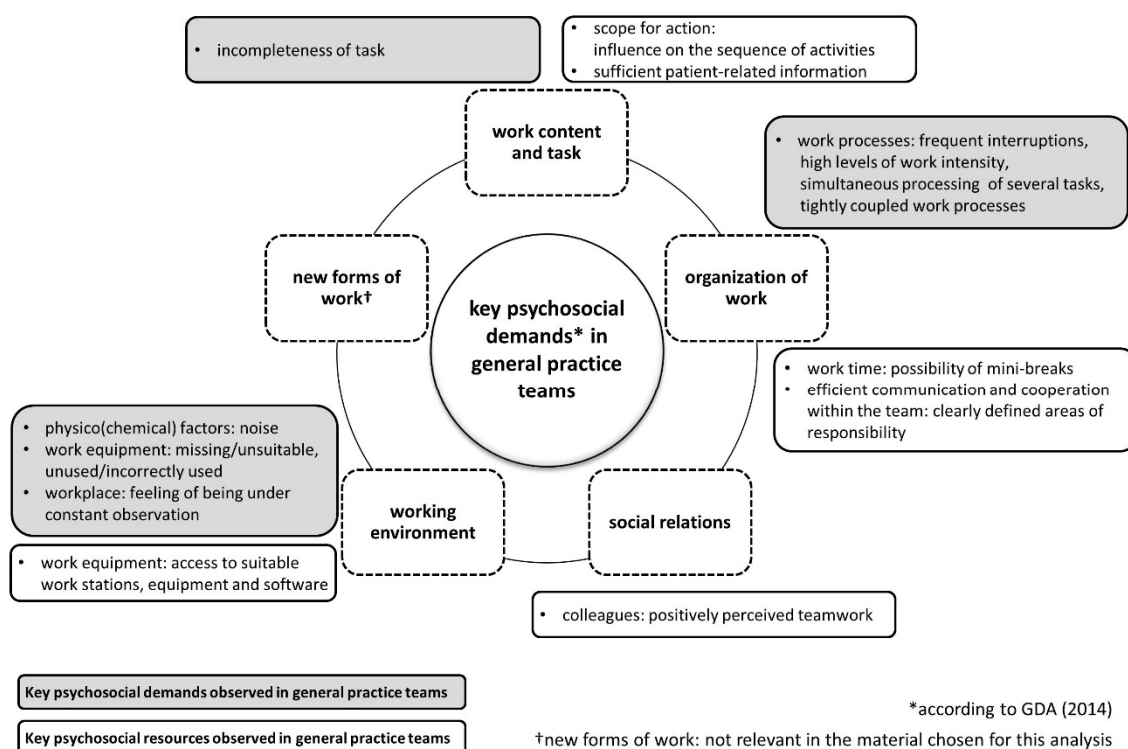 • incompleteness of task
• scope for action:
influence on the sequence of activities
• sufficient patient-related information
work content
and task
• work processes: frequent interruptions,
high levels of work intensity,
simultaneous processing of several tasks,
tightly coupled work processes
new forms of
work†
organization of
work
key psychosocial
demands* in
general practice
teams
• work time: possibility of mini-breaks
• efficient communication and cooperation
within the team: clearly defined areas of
responsibility
• physico(chemical) factors: noise
• work equipment: missing/unsuitable,
unused/incorrectly used
• workplace: feeling of being under
constant observation
working
environment
social relations
• work equipment: access to suitable
work stations, equipment and software
• colleagues: positively perceived teamwork
Key psychosocial demands observed in general practice teams
Key psychosocial resources observed in general practice teams
*according to GDA (2014)
†new forms of work: not relevant in the material chosen for this analysis